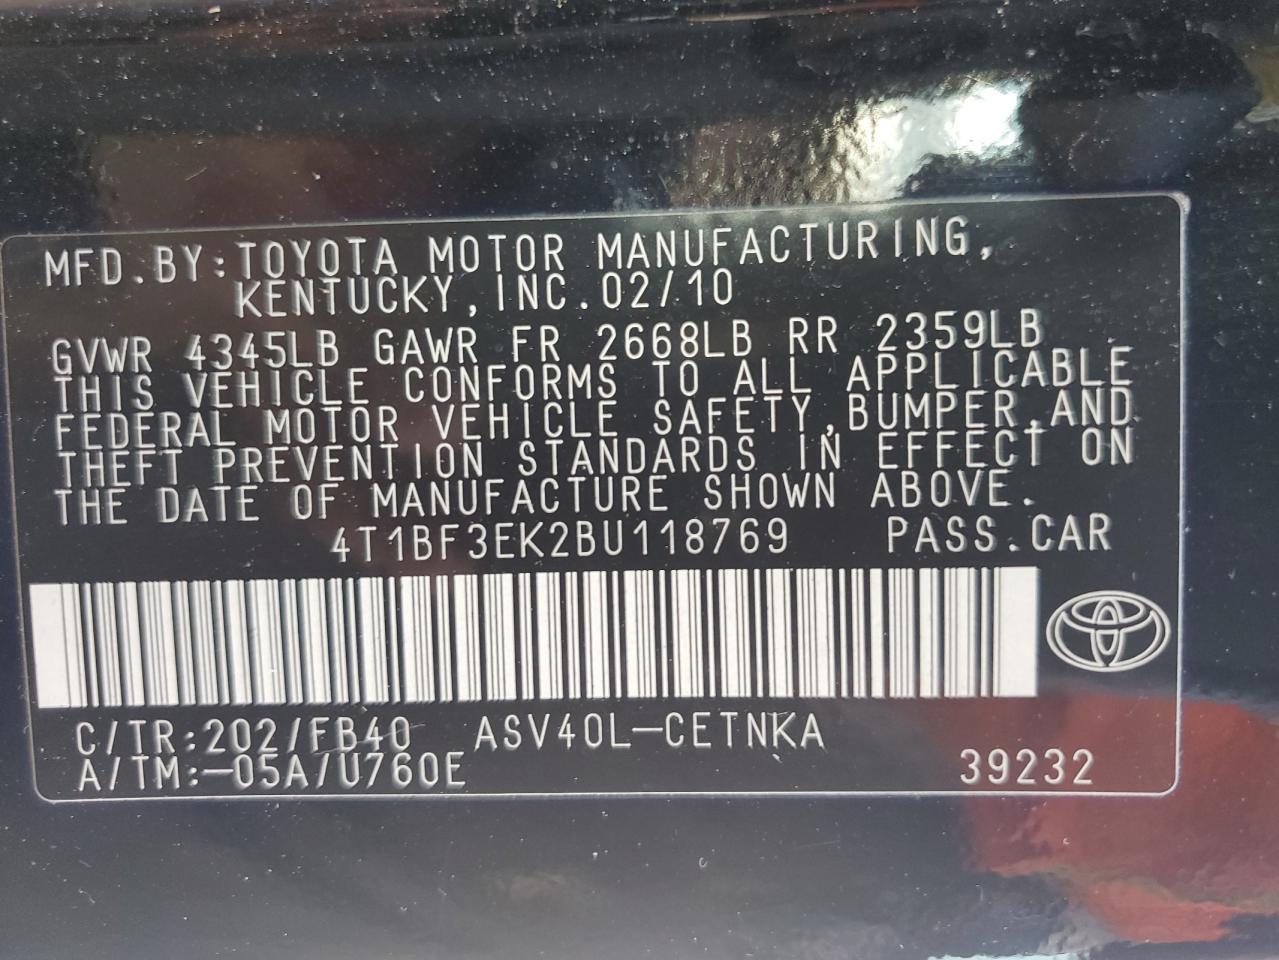 MFD.BY:TOYOTA MOTOR MANUFACTURING,
KENTUCKY,INC.02/10
GVWR 4345LB GAWR FR 2668LB RR 2359LB
THIS VEHICLE CONFORMS TO ALL APPLICABLE
FEDERAL MOTOR VEHICLE SAFETY,BUMPER,AND
THEFT PREVENTION STANDARDS IN EFFECT ON
THE DATE OF MANUFACTURE SHOWN ABOVE.
4T1BF3EK2BU118769 PASS.CAR
C/TR:202/FB40 ASV40L-CETNKA
A/TM:-05A/U760E 39232